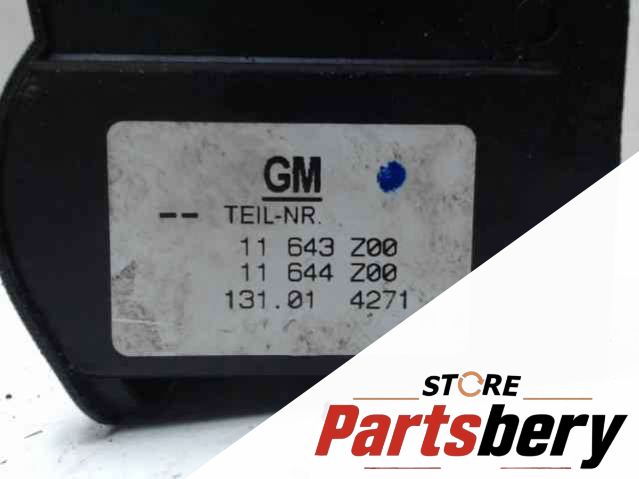 GM
-- TEIL-NR.
11 643 Z00
11 644 Z00
131.01 4271
STORE
Partsbery